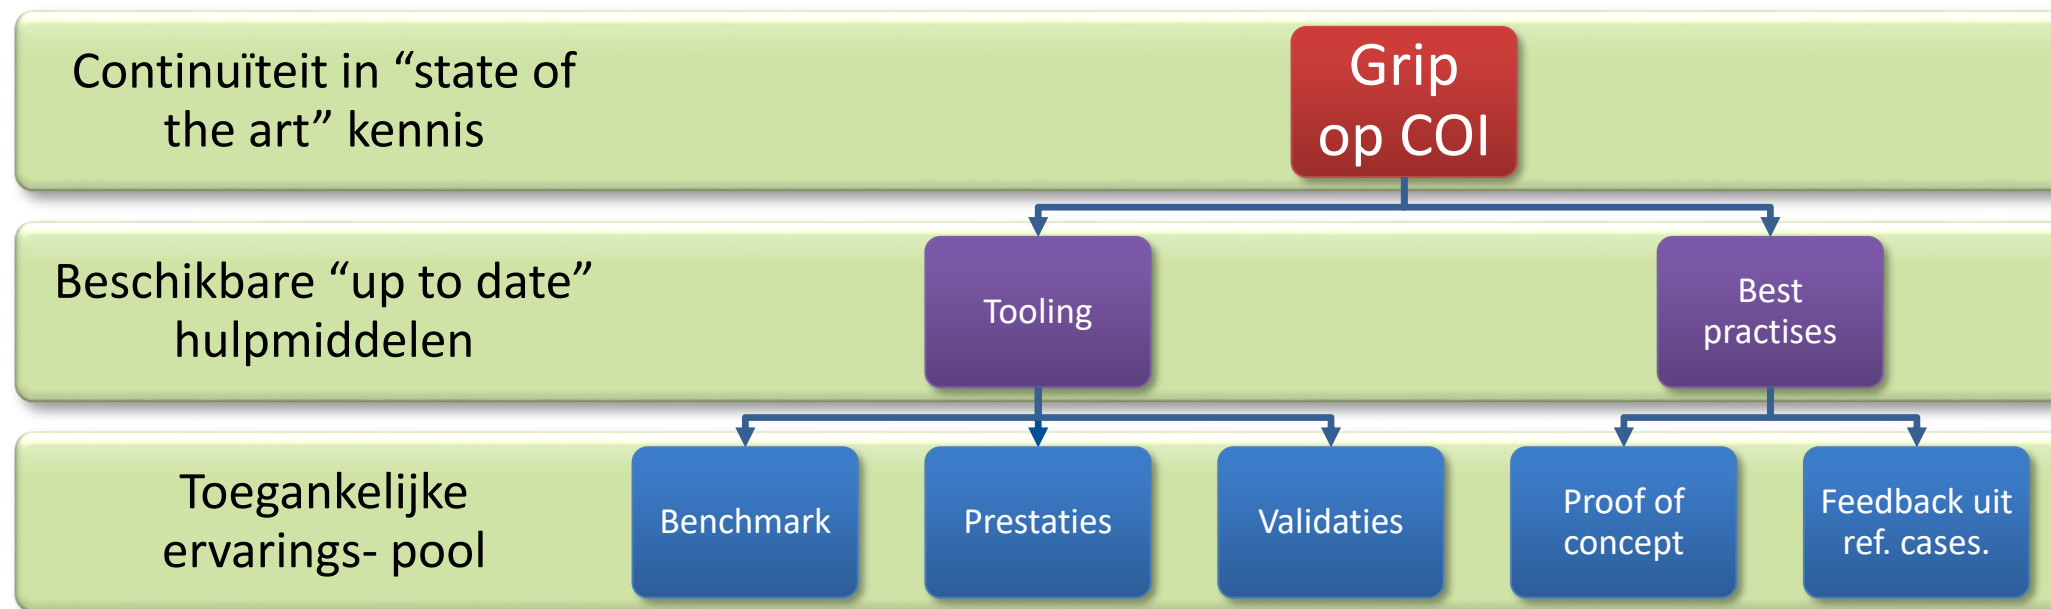 Continuïteit in “state of
the art” kennis
Grip
op COI
Beschikbare “up to date”
hulpmiddelen
Tooling
Best
practises
Toegankelijke
ervarings- pool
Benchmark
Prestaties
Validaties
Proof of
concept
Feedback uit
ref. cases.